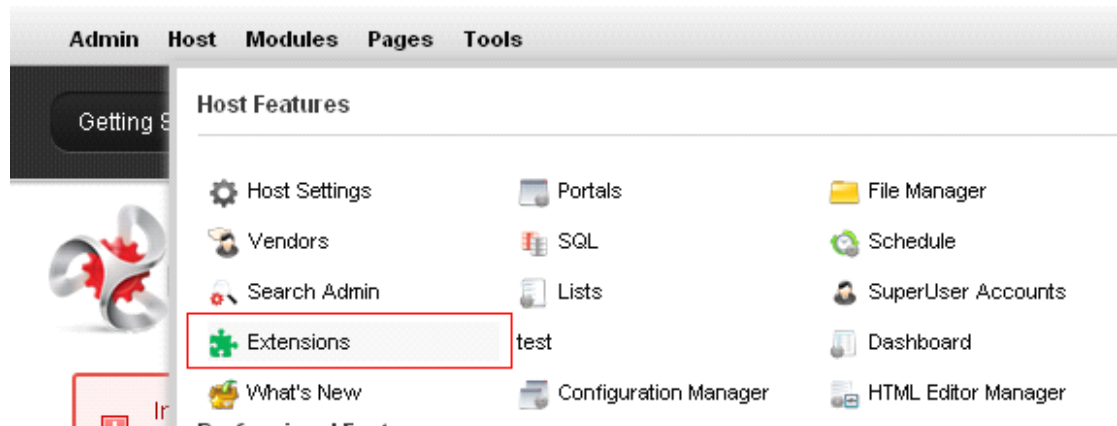 Admin Host Modules Pages Tools
Host Features
Getting S
Host Settings Portals File Manager
Vendors SQL Schedule
Search Admin Lists SuperUser Accounts
Extensions test Dashboard
What's New Configuration Manager HTML Editor Manager
Ir